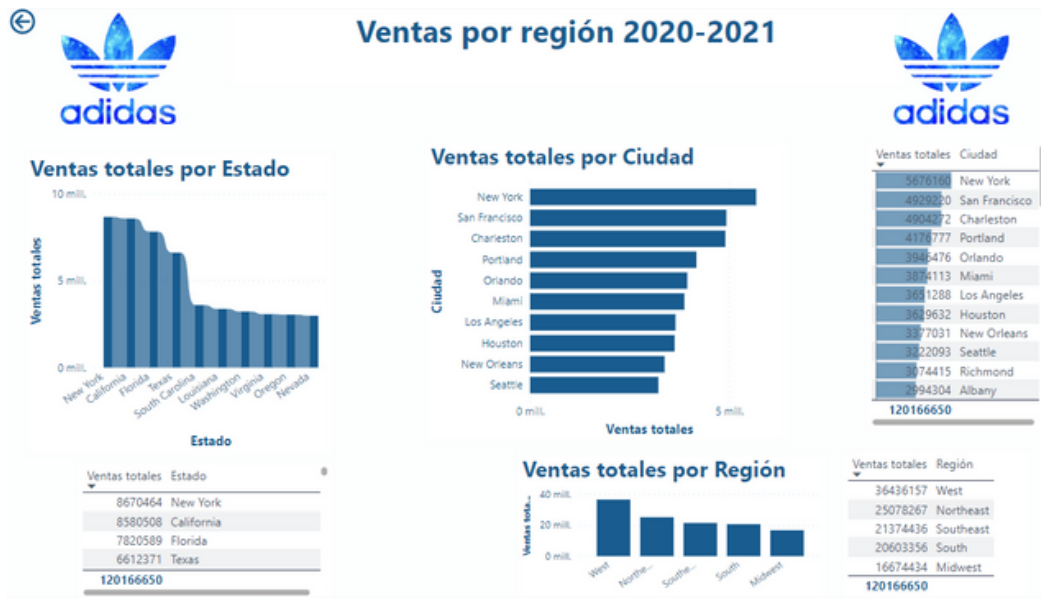 Ventas por región 2020-2021
adidas
adidas
Ventas totales por Estado
10 mill.
5 mill.
0 mill.
Ventas totales
New York
California
Florida
Texas
South Carolina
Louisiana
Washington
Virginia
Oregon
Nevada
Estado
Ventas totales Estado
8670464 New York
8580508 California
7820589 Florida
6612371 Texas
120166650
Ventas totales por Ciudad
Ciudad
New York
San Francisco
Charleston
Portland
Orlando
Miami
Los Angeles
Houston
New Orleans
Seattle
0 mill.
5 mill.
Ventas totales
Ventas totales Ciudad
5676160 New York
4929220 San Francisco
4904272 Charleston
4176777 Portland
3946476 Orlando
3874113 Miami
3651288 Los Angeles
3629632 Houston
3377031 New Orleans
3222093 Seattle
3074415 Richmond
2994304 Albany
120166650
Ventas totales por Región
Ventas tota...
40 mill.
20 mill.
0 mill.
West
Northe...
Southe...
South
Midwest
Ventas totales Región
36436157 West
25078267 Northeast
21374436 Southeast
20603356 South
16674434 Midwest
120166650